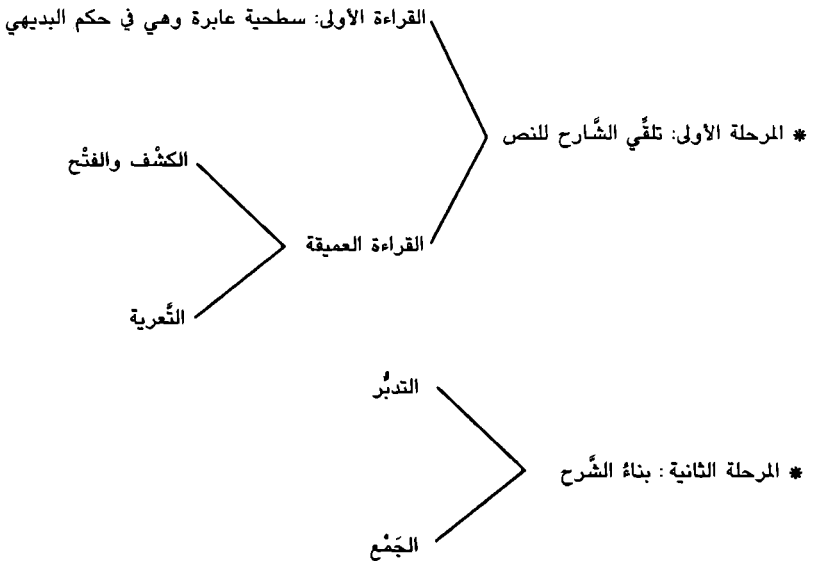 القراءة الأولى: سطحية عابرة وهي في حكم البديهي
* المرحلة الأولى: تلقِّي الشَّارح للنص
الكشْف والفتْح
القراءة العميقة
التَّعرية
التدبُّر
* المرحلة الثانية: بناءُ الشَّرح
الجَمْع